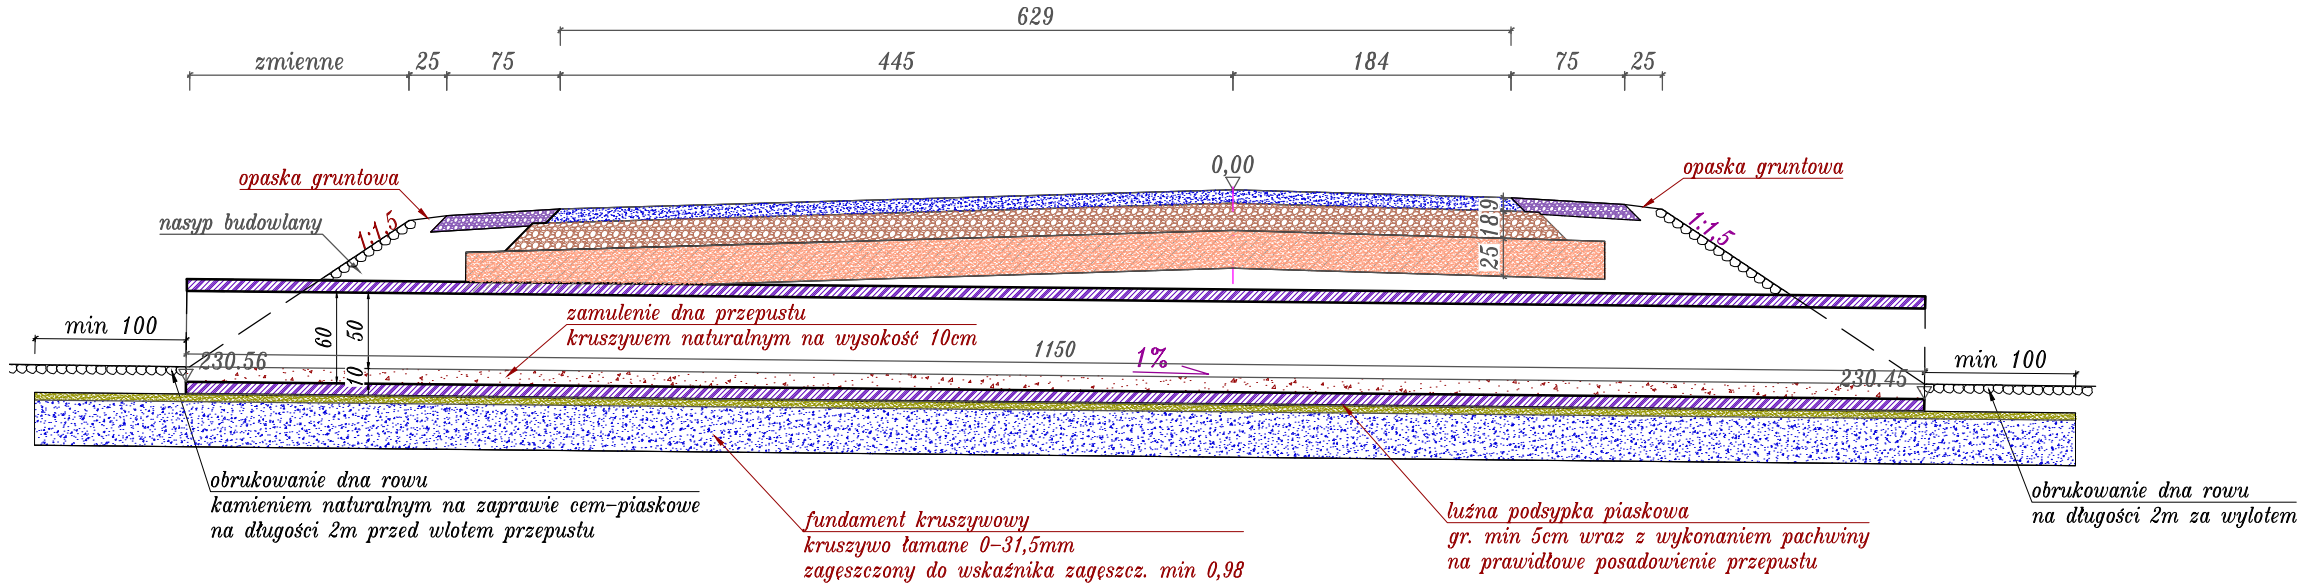 629
zmienne 25 75 445 184 75 25
0,00
opaska gruntowa
opaska gruntowa
nasyp budowlany
1:1,5
1:1,5
9
18
25
min 100
60
50
10
zamulenie dna przepustu
kruszywem naturalnym na wysokość 10cm
230.56
1150
1%
230.45
min 100
obrukowanie dna rowu
kamieniem naturalnym na zaprawie cem-piaskowe
na długości 2m przed wlotem przepustu
fundament kruszywowy
kruszywo łamane 0-31,5mm
zagęszczony do wskaźnika zagęszcz. min 0,98
luźna podsypka piaskowa
gr. min 5cm wraz z wykonaniem pachwiny
na prawidłowe posadowienie przepustu
obrukowanie dna rowu
na długości 2m za wylotem